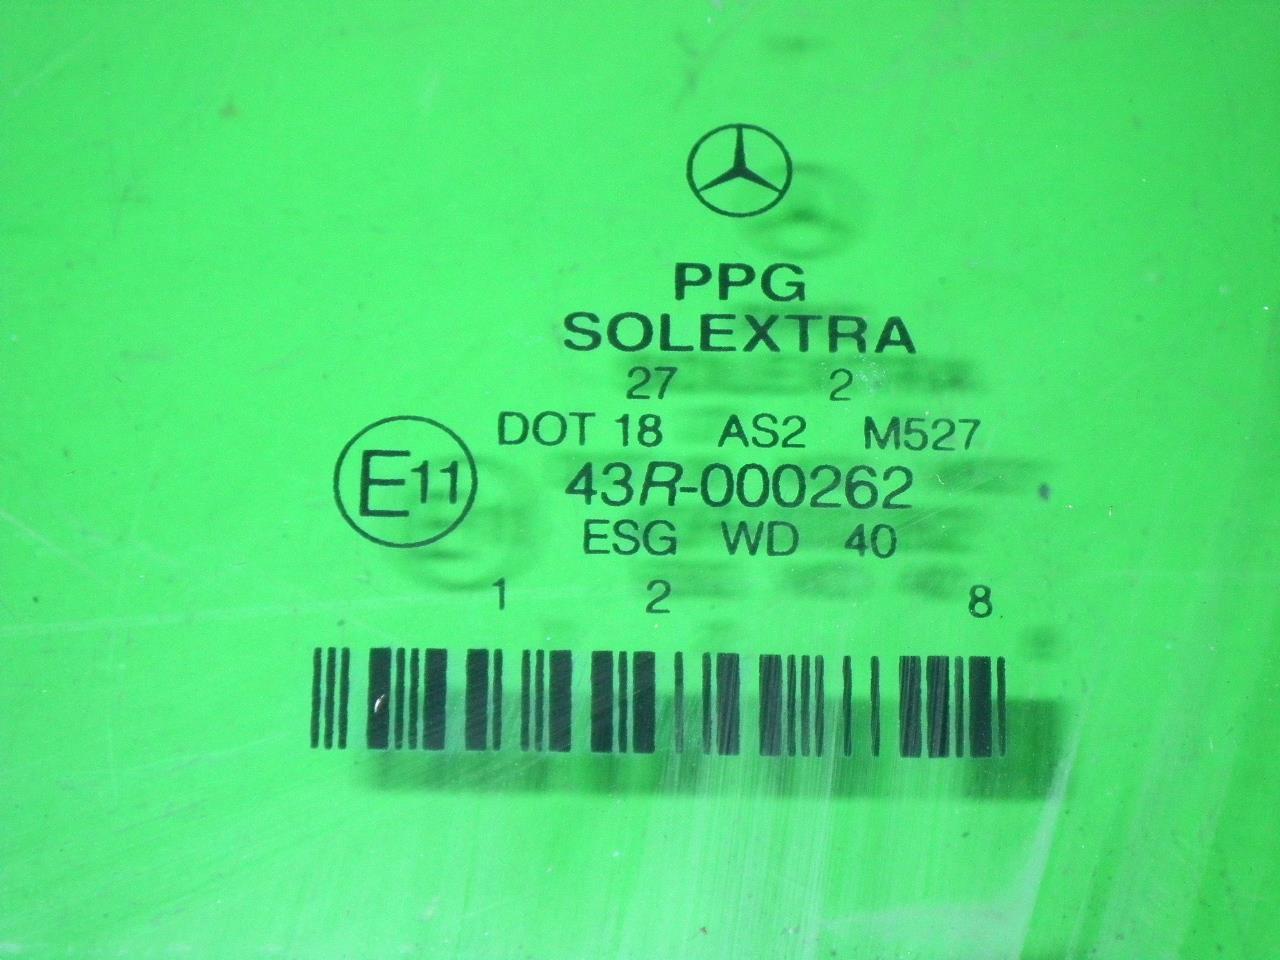 PPG
SOLEXTRA
27 2
DOT 18 AS2 M527
E11 43R-000262
ESG WD 40
1 2 8